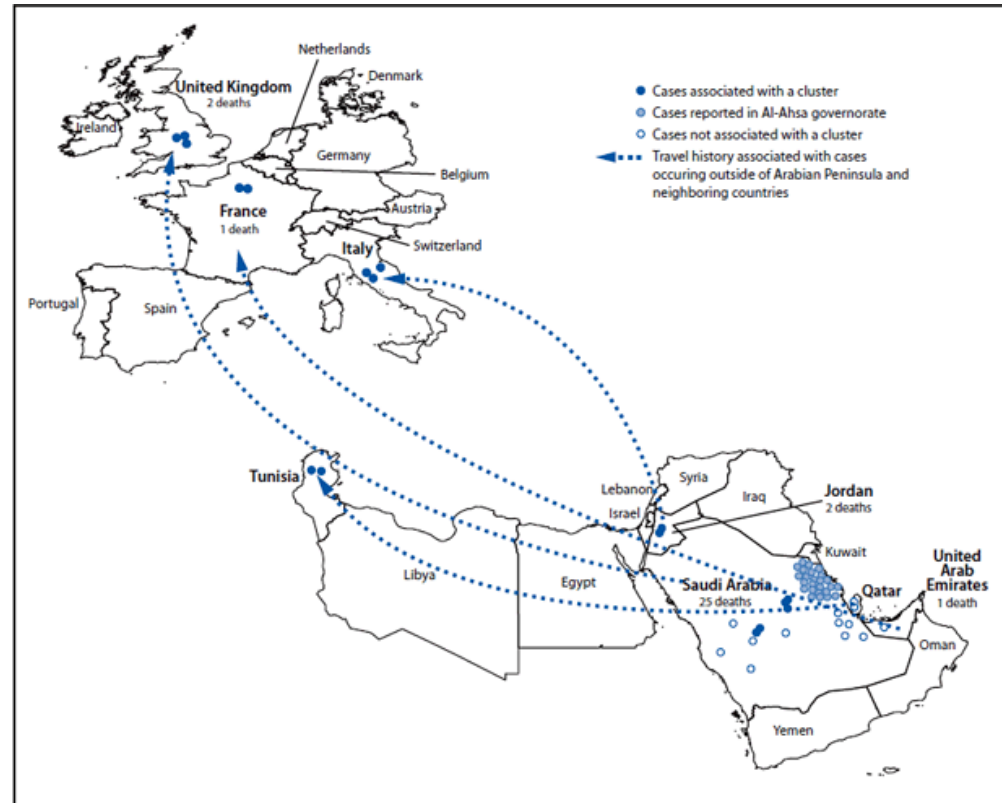 Netherlands
Denmark
United Kingdom
2 deaths
Ireland
Germany
Belgium
France
1 death
Austria
Switzerland
Italy
Portugal
Spain
Cases associated with a cluster
Cases reported in Al-Ahsa governorate
Cases not associated with a cluster
Travel history associated with cases
occuring outside of Arabian Peninsula and
neighboring countries
Tunisia
Libya
Egypt
Lebanon
Syria
Israel
Iraq
Jordan
2 deaths
Kuwait
Saudi Arabia
25 deaths
Qatar
United
Arab
Emirates
1 death
Oman
Yemen